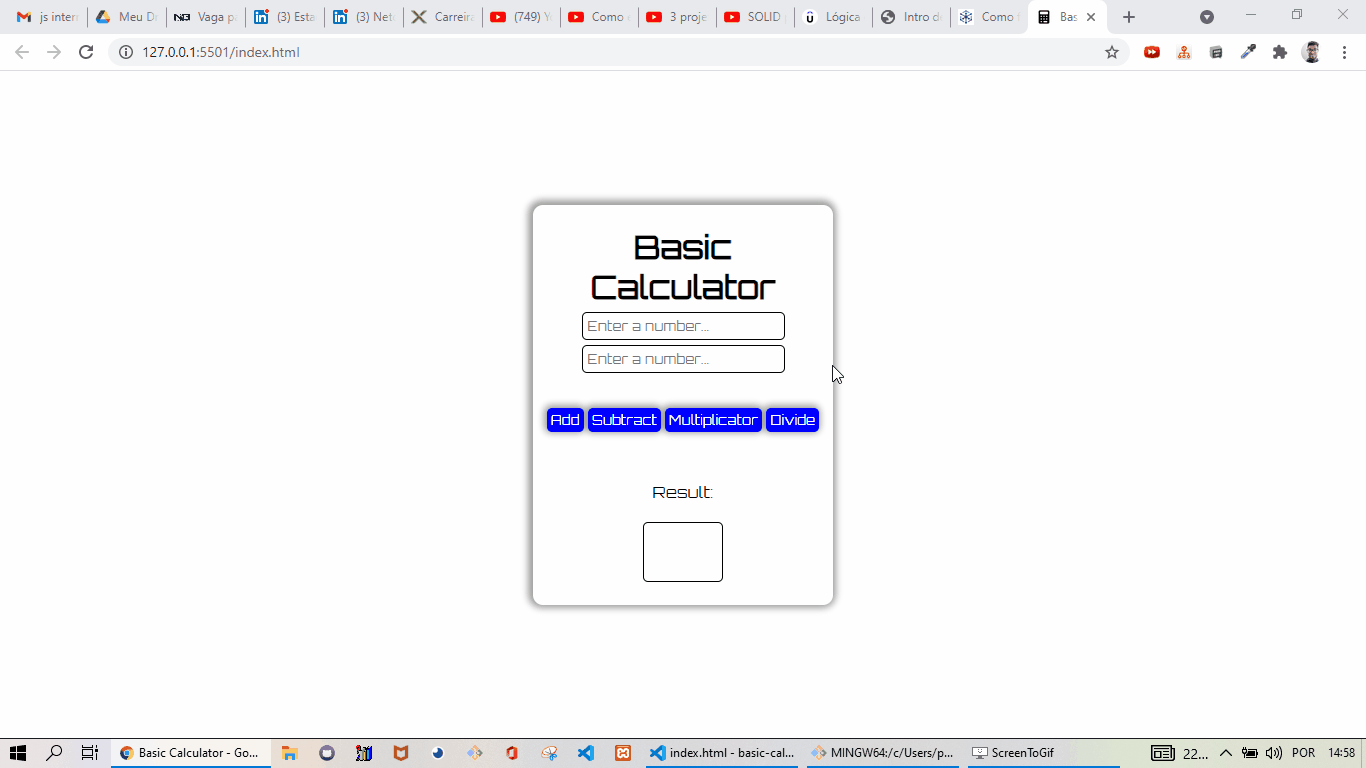 js intern
Meu Dr
Vaga p
(3) Esta
(3) Netw
Carreira
(749) Yo
Como
3 proje
SOLID
Lógica
Intro d
Como f
Bas
127.0.0.1:5501/index.html
Basic
Calculator
Enter a number...
Enter a number...
Add Subtract Multiplicator Divide
Result:
Basic Calculator - Go...
index.html - basic-cal...
MINGW64:/c/Users/p...
ScreenToGif
22...
POR
14:58